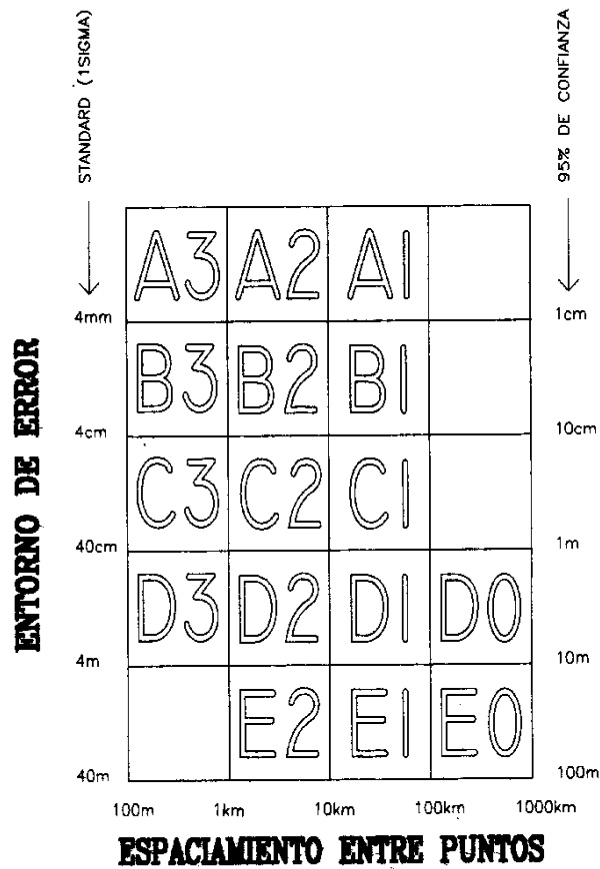 STANDARD (1SIGMA)
95% DE CONFIANZA
ENTORNO DE ERROR
A3 A2 A1
4mm 1cm
B3 B2 B1
4cm 10cm
C3 C2 C1
40cm 1m
D3 D2 D1 D0
4m 10m
E2 E1 E0
40m 100m
100m 1km 10km 100km 1000km
ESPACIAMIENTO ENTRE PUNTOS